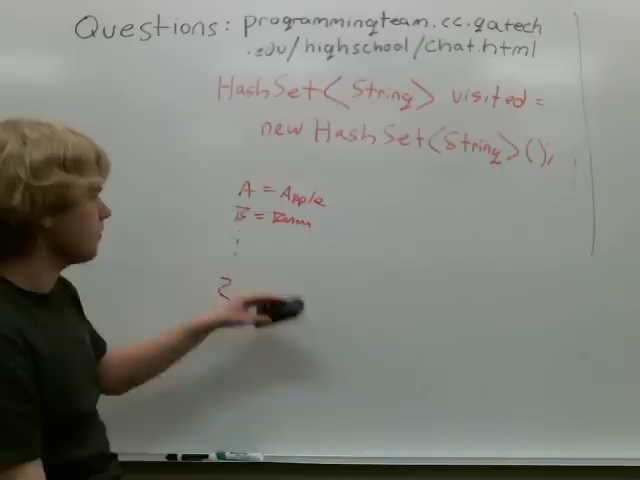 Questions: programmingteam.cc.gatech
.edu/highschool/chat.html
HashSet<String> visited =
new HashSet<String>();
A = Apple
B =
Z